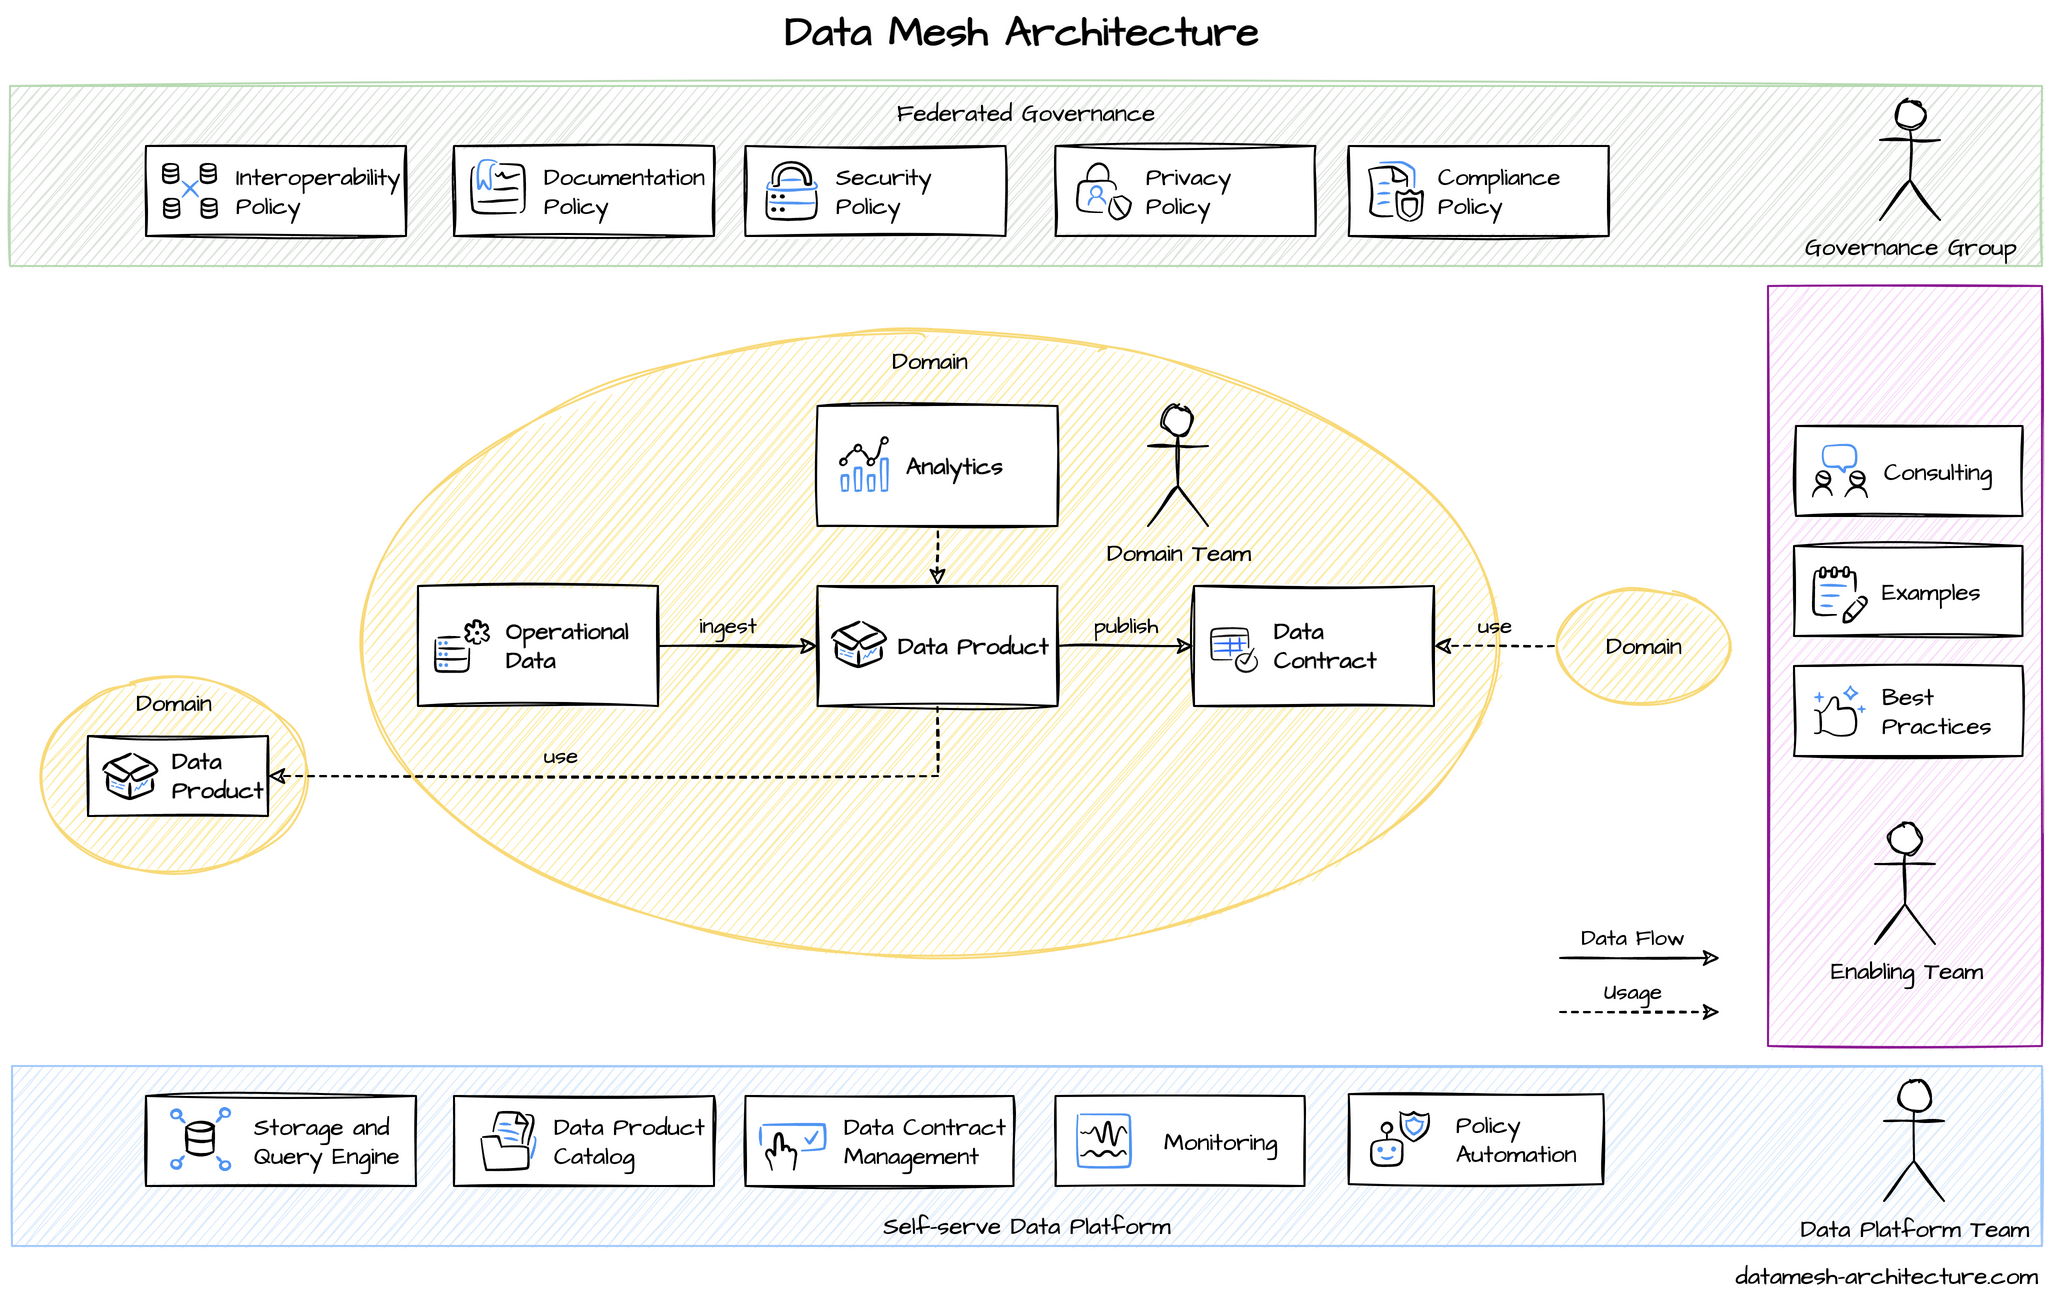 Data Mesh Architecture
Federated Governance
Interoperability
Policy
Documentation
Policy
Security
Policy
Privacy
Policy
Compliance
Policy
Governance Group
Domain
Analytics
Domain Team
Operational
Data
ingest
Data Product
publish
Data
Contract
use
Domain
Domain
Data
Product
use
Consulting
Examples
Best
Practices
Enabling Team
Data Flow
Usage
Storage and
Query Engine
Data Product
Catalog
Data Contract
Management
Monitoring
Policy
Automation
Self-serve Data Platform
Data Platform Team
datamesh-architecture.com